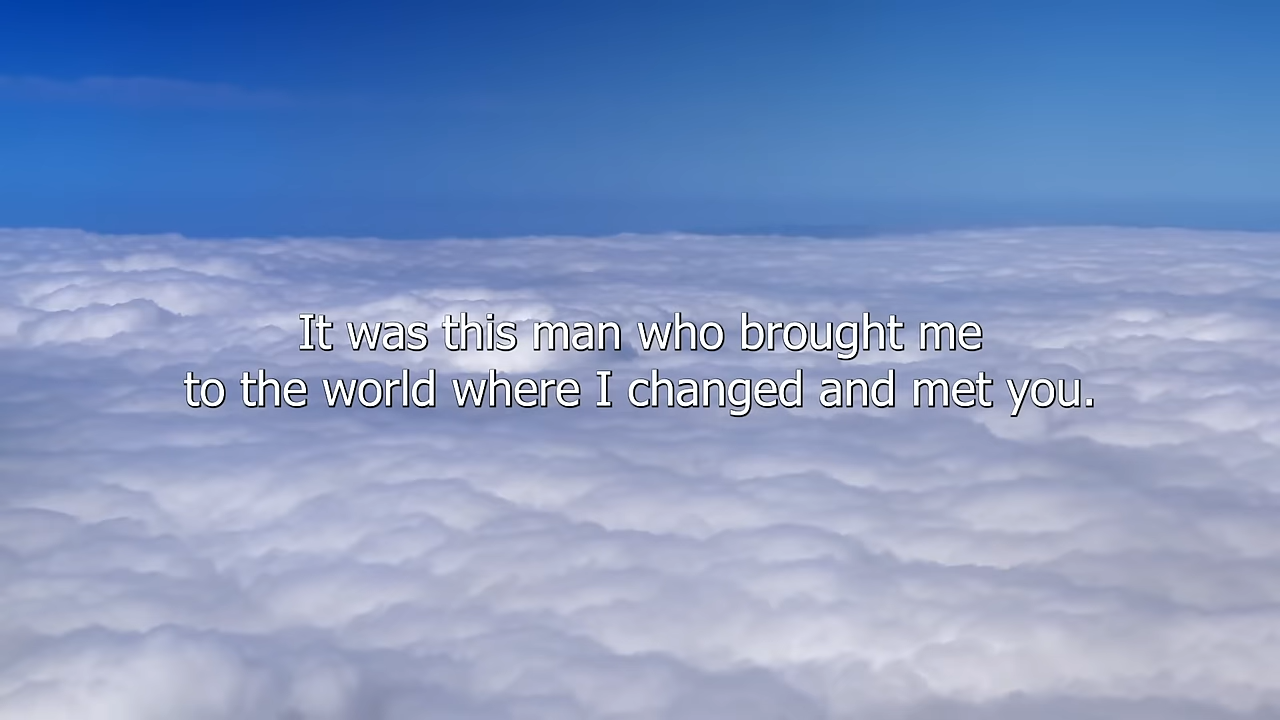 It was this man who brought me
to the world where I changed and met you.